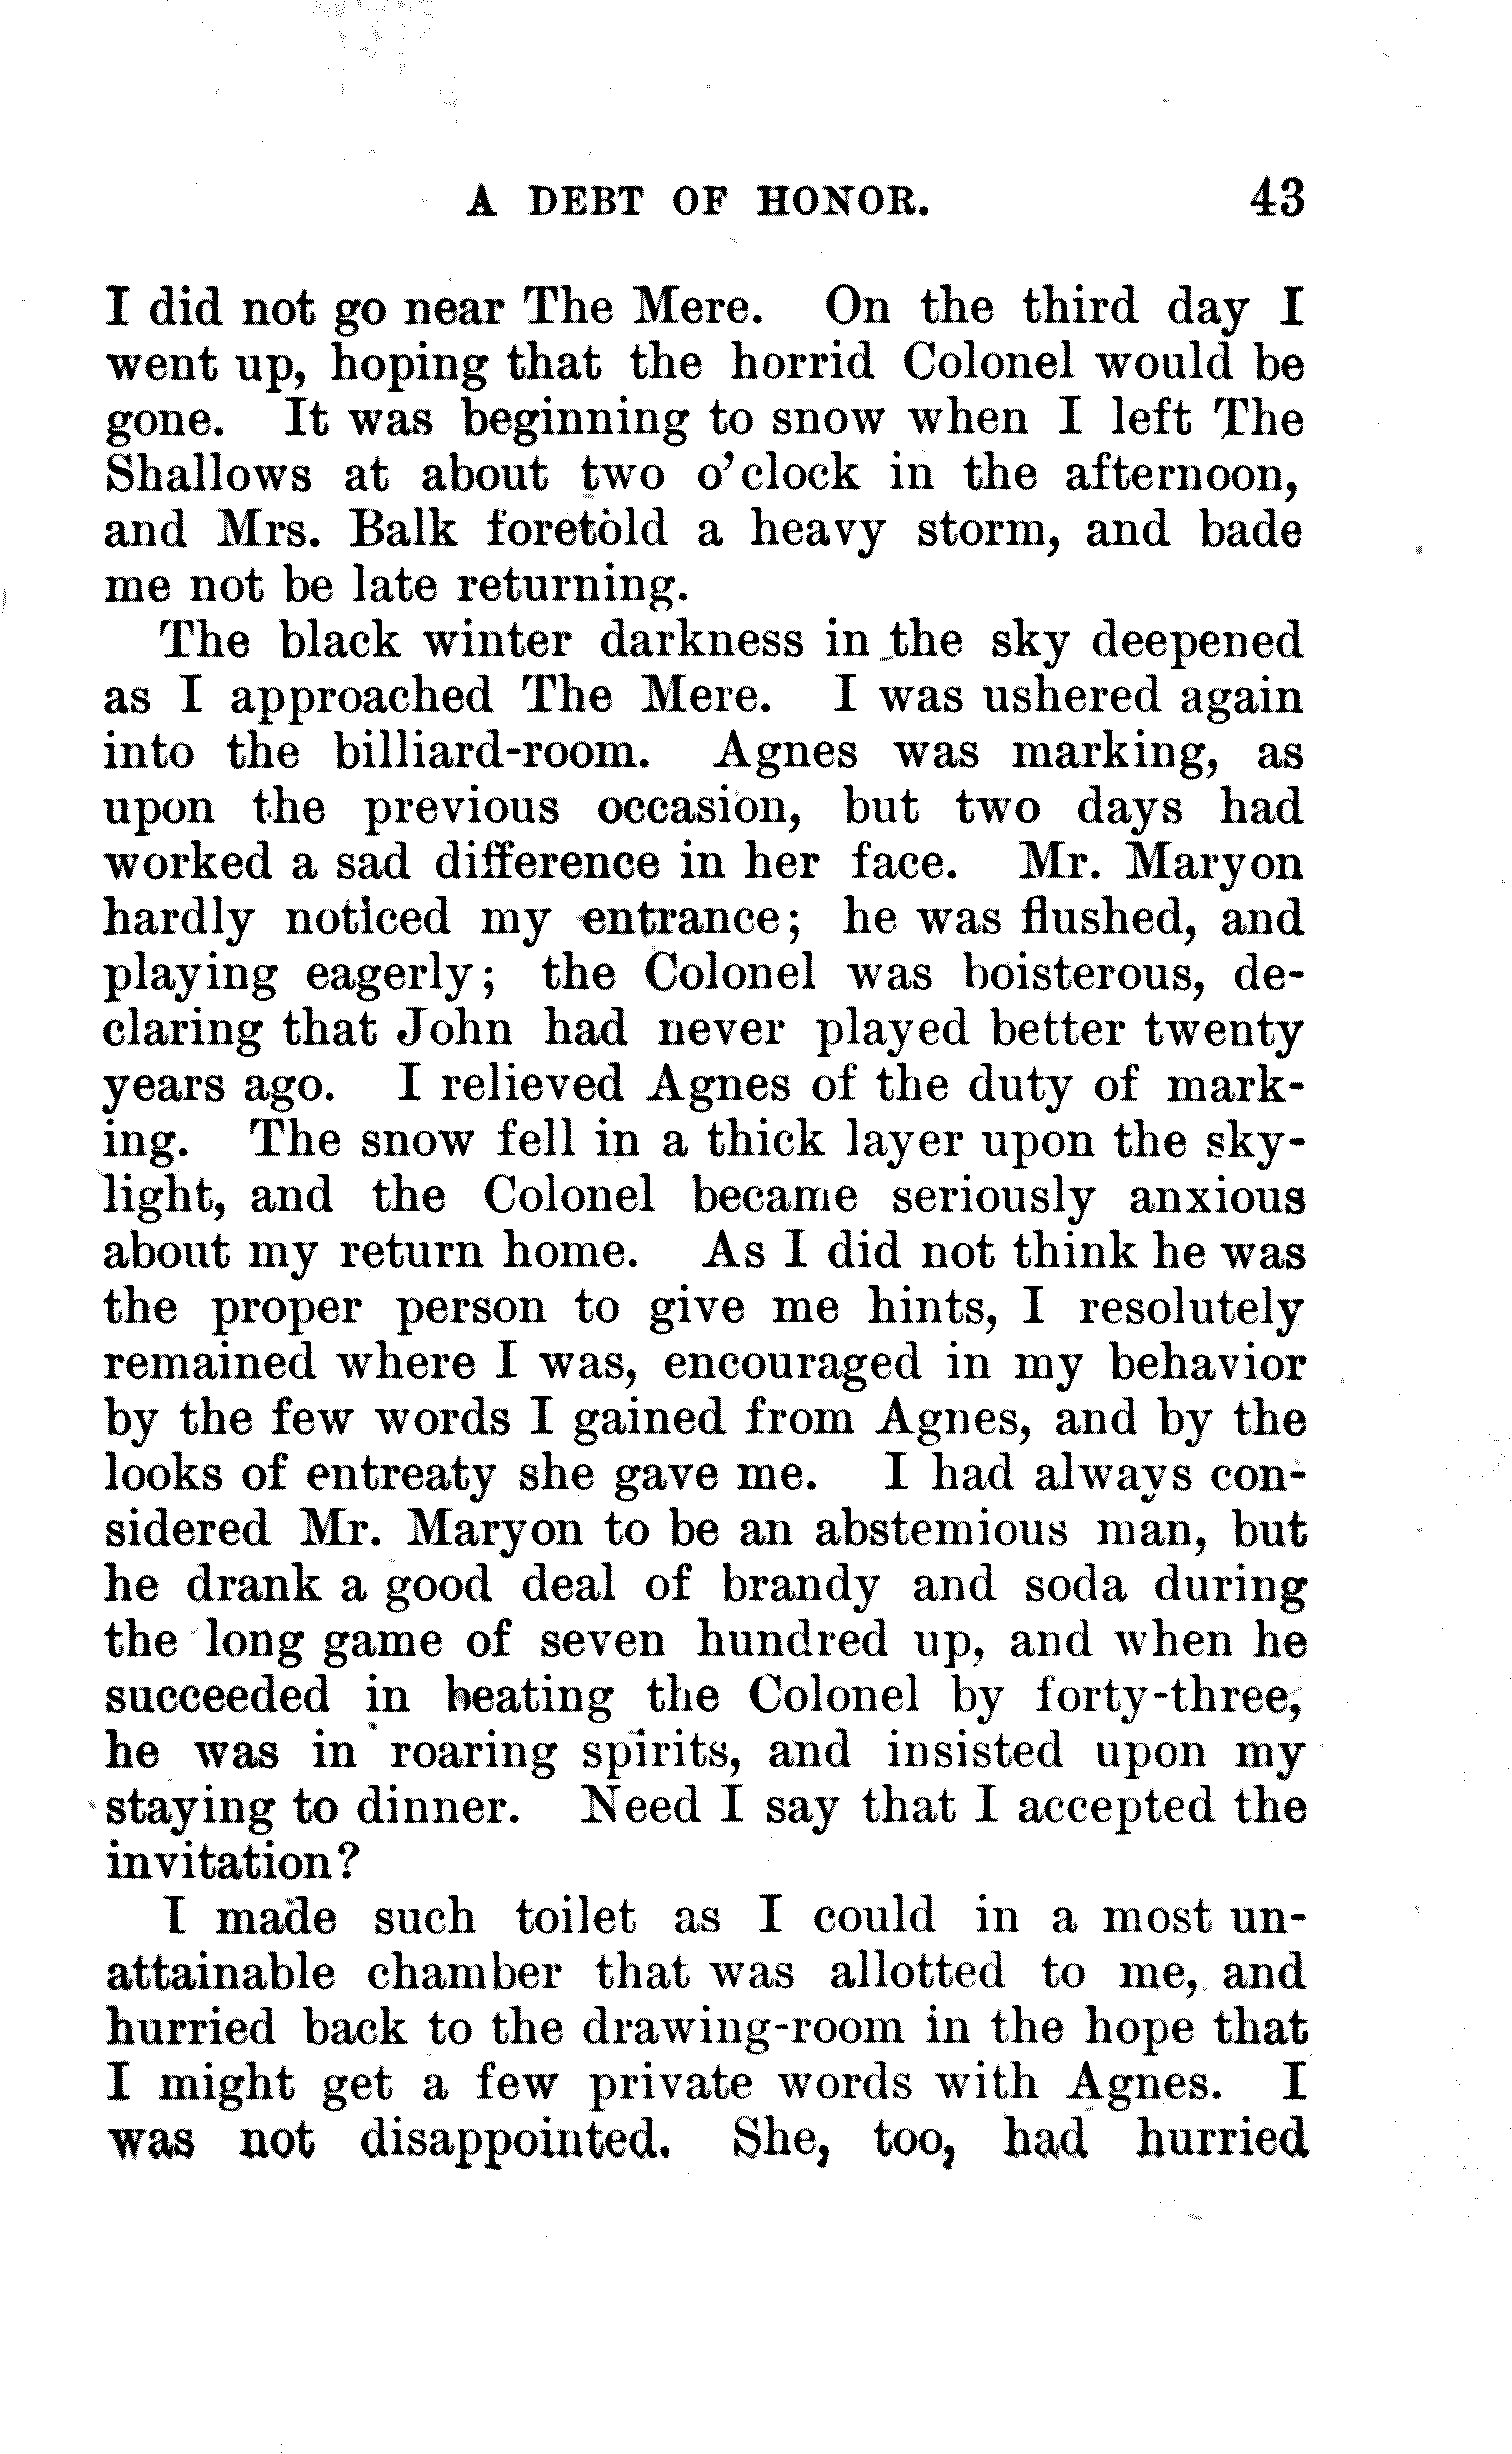 A DEBT OF HONOR. 43
I did not go near The Mere. On the third day I
went up, hoping that the horrid Colonel would be
gone. It was beginning to snow when I left The
Shallows at about two o'clock in the afternoon,
and Mrs. Balk foretold a heavy storm, and bade
me not be late returning.
The black winter darkness in the sky deepened
as I approached The Mere. I was ushered again
into the billiard-room. Agnes was marking, as
upon the previous occasion, but two days had
worked a sad difference in her face. Mr. Maryon
hardly noticed my entrance; he was flushed, and
playing eagerly; the Colonel was boisterous, de-
claring that John had never played better twenty
years ago. I relieved Agnes of the duty of mark-
ing. The snow fell in a thick layer upon the sky-
light, and the Colonel became seriously anxious
about my return home. As I did not think he was
the proper person to give me hints, I resolutely
remained where I was, encouraged in my behavior
by the few words I gained from Agnes, and by the
looks of entreaty she gave me. I had always con-
sidered Mr. Maryon to be an abstemious man, but
he drank a good deal of brandy and soda during
the long game of seven hundred up, and when he
succeeded in beating the Colonel by forty-three,
he was in roaring spirits, and insisted upon my
staying to dinner. Need I say that I accepted the
invitation?
I made such toilet as I could in a most un-
attainable chamber that was allotted to me, and
hurried back to the drawing-room in the hope that
I might get a few private words with Agnes. I
was not disappointed. She, too, had hurried